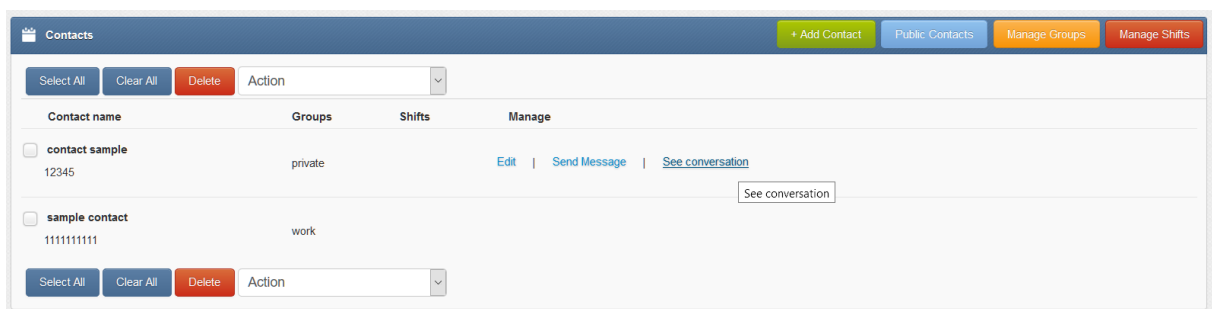 Contacts + Add Contact Public Contacts Manage Groups Manage Shifts
Select All Clear All Delete Action
Contact name Groups Shifts Manage
contact sample
12345 private Edit | Send Message | See conversation
See conversation
sample contact
1111111111 work
Select All Clear All Delete Action